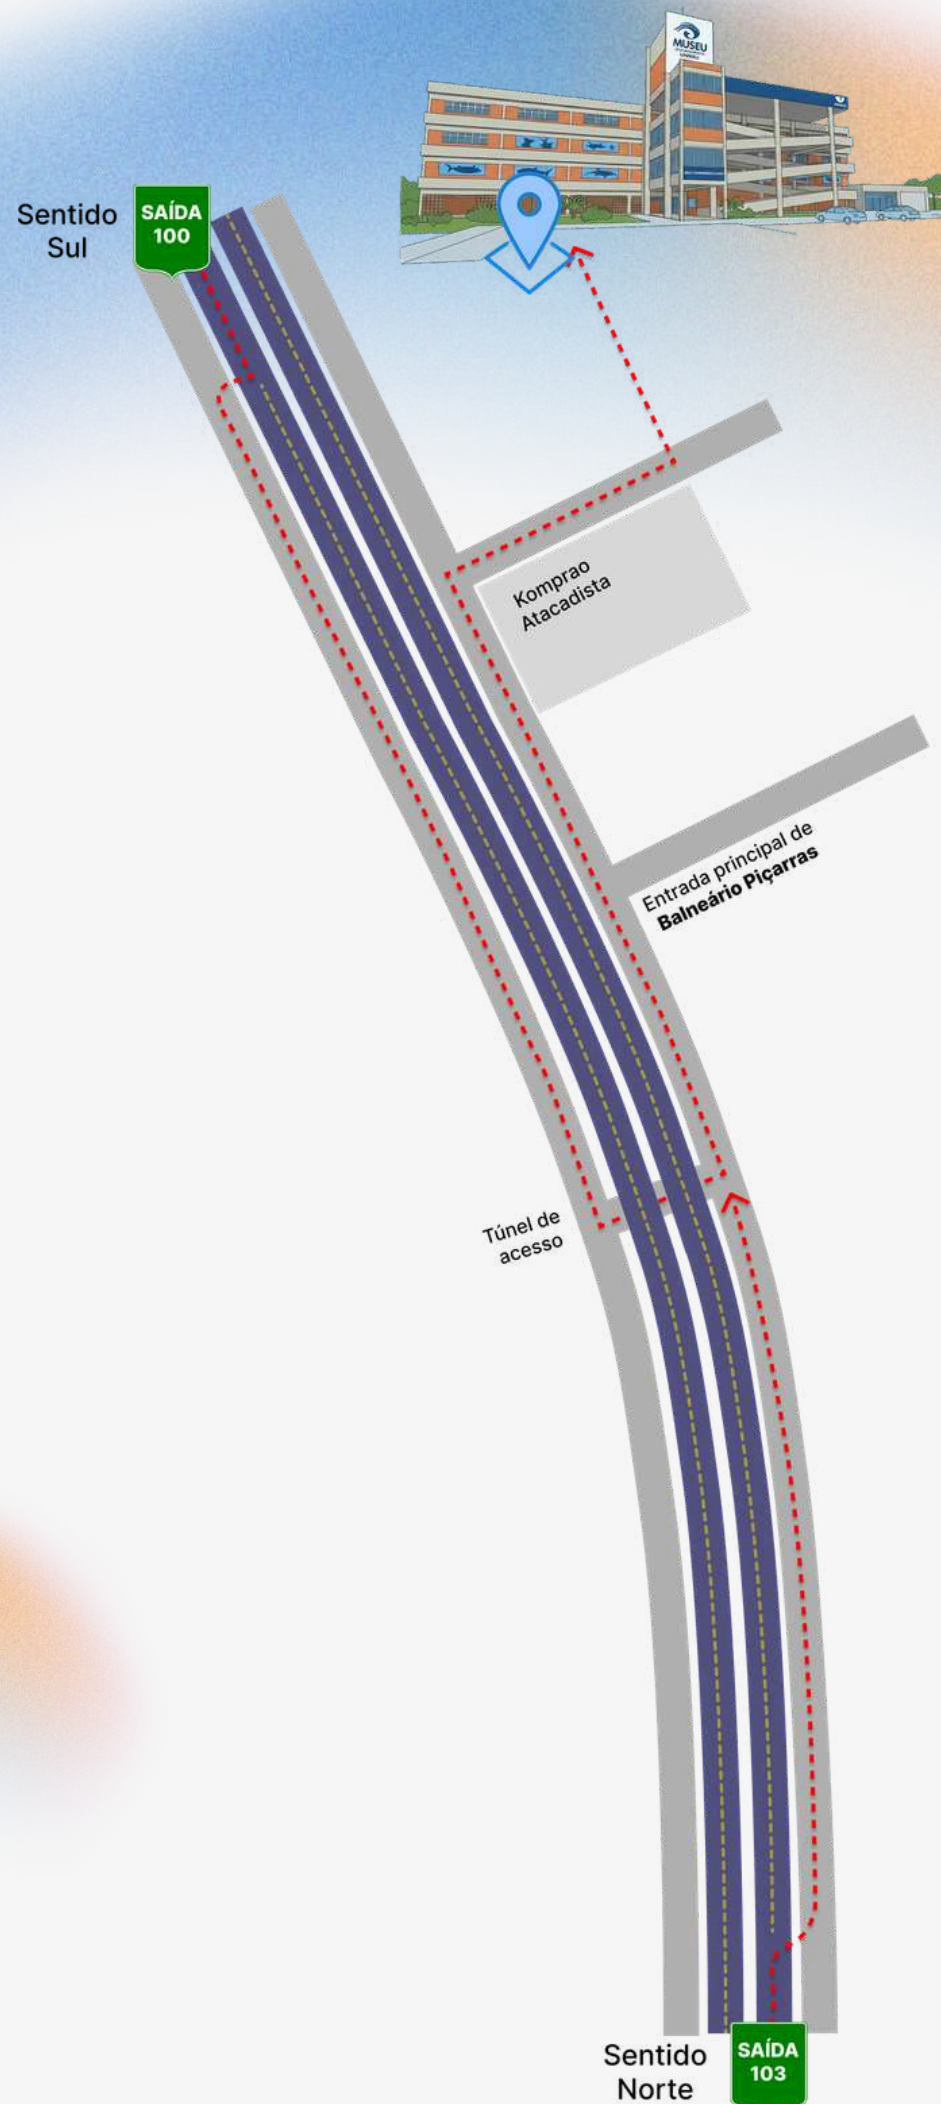 MUSEU
Sentido
Sul
SAÍDA
100
Komprao
Atacadista
Entrada principal de
Balneário Piçarras
Túnel de
acesso
Sentido
Norte
SAÍDA
103